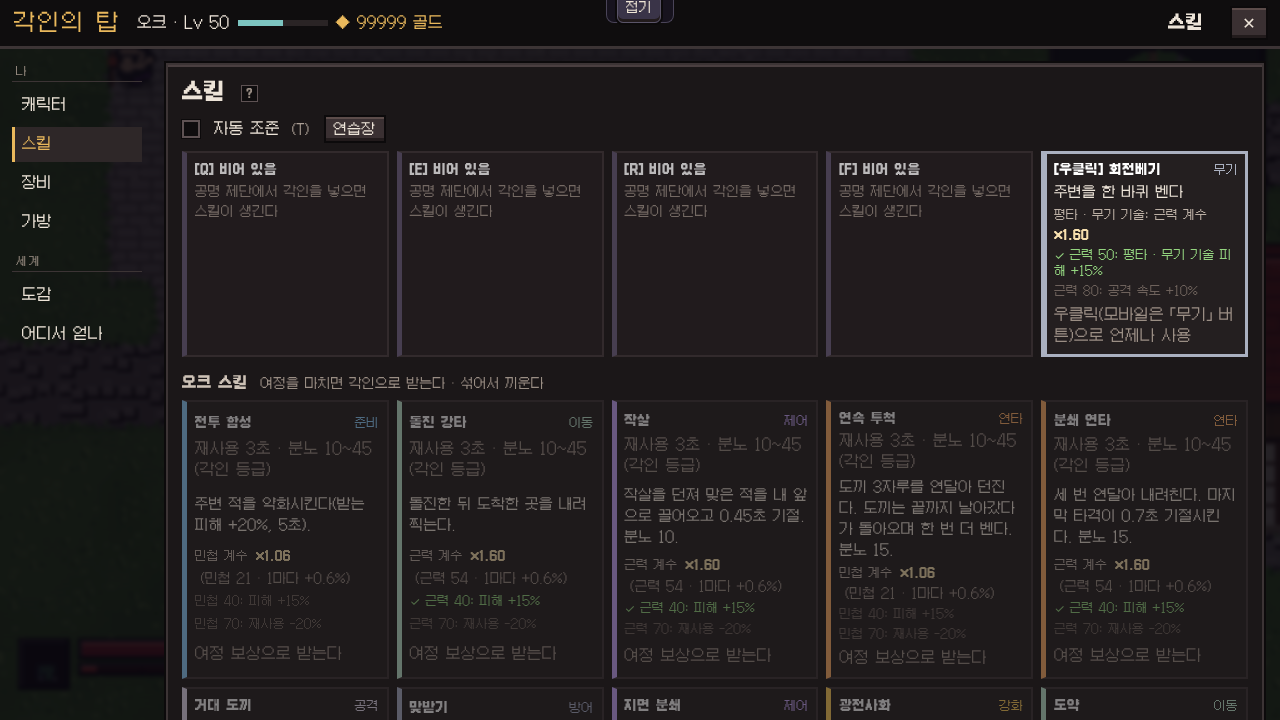 각인의 탑 오크 · Lv 50 ◆ 99999 골드 접기 스킬 ×
나
캐릭터
스킬
장비
가방
세계
도감
어디서 얻나
스킬 ?
자동 조준 (T) 연습장
[Q] 비어 있음
공명 제단에서 각인을 넣으면
스킬이 생긴다
[E] 비어 있음
공명 제단에서 각인을 넣으면
스킬이 생긴다
[R] 비어 있음
공명 제단에서 각인을 넣으면
스킬이 생긴다
[F] 비어 있음
공명 제단에서 각인을 넣으면
스킬이 생긴다
[우클릭] 회전베기 무기
주변을 한 바퀴 벤다
평타 · 무기 기술: 근력 계수
×1.60
✓ 근력 50: 평타 · 무기 기술 피
해 +15%
근력 80: 공격 속도 +10%
우클릭(모바일은 「무기」 버
튼)으로 언제나 사용
오크 스킬 여정을 마치면 각인으로 받는다 · 섞어서 끼운다
전투 함성 준비
재사용 3초 · 분노 10~45
(각인 등급)
주변 적을 약화시킨다(받는
피해 +20%, 5초).
민첩 계수 ×1.06
(민첩 21 · 1마다 +0.6%)
민첩 40: 피해 +15%
민첩 70: 재사용 -20%
여정 보상으로 받는다
돌진 강타 이동
재사용 3초 · 분노 10~45
(각인 등급)
돌진한 뒤 도착한 곳을 내려
찍는다.
근력 계수 ×1.60
(근력 54 · 1마다 +0.6%)
✓ 근력 40: 피해 +15%
근력 70: 재사용 -20%
여정 보상으로 받는다
작살 제어
재사용 3초 · 분노 10~45
(각인 등급)
작살을 던져 맞은 적을 내 앞
으로 끌어오고 0.45초 기절.
분노 10.
근력 계수 ×1.60
(근력 54 · 1마다 +0.6%)
✓ 근력 40: 피해 +15%
근력 70: 재사용 -20%
여정 보상으로 받는다
연속 투척 연타
재사용 3초 · 분노 10~45
(각인 등급)
도끼 3자루를 연달아 던진
다. 도끼는 끝까지 날아갔다
가 돌아오며 한 번 더 벤다.
분노 15.
민첩 계수 ×1.06
(민첩 21 · 1마다 +0.6%)
민첩 40: 피해 +15%
민첩 70: 재사용 -20%
여정 보상으로 받는다
분쇄 연타 연타
재사용 3초 · 분노 10~45
(각인 등급)
세 번 연달아 내려친다. 마지
막 타격이 0.7초 기절시킨
다. 분노 15.
근력 계수 ×1.60
(근력 54 · 1마다 +0.6%)
✓ 근력 40: 피해 +15%
근력 70: 재사용 -20%
여정 보상으로 받는다
거대 도끼 공격
맞받기 방어
지면 분쇄 제어
광전사화 강화
도약 이동